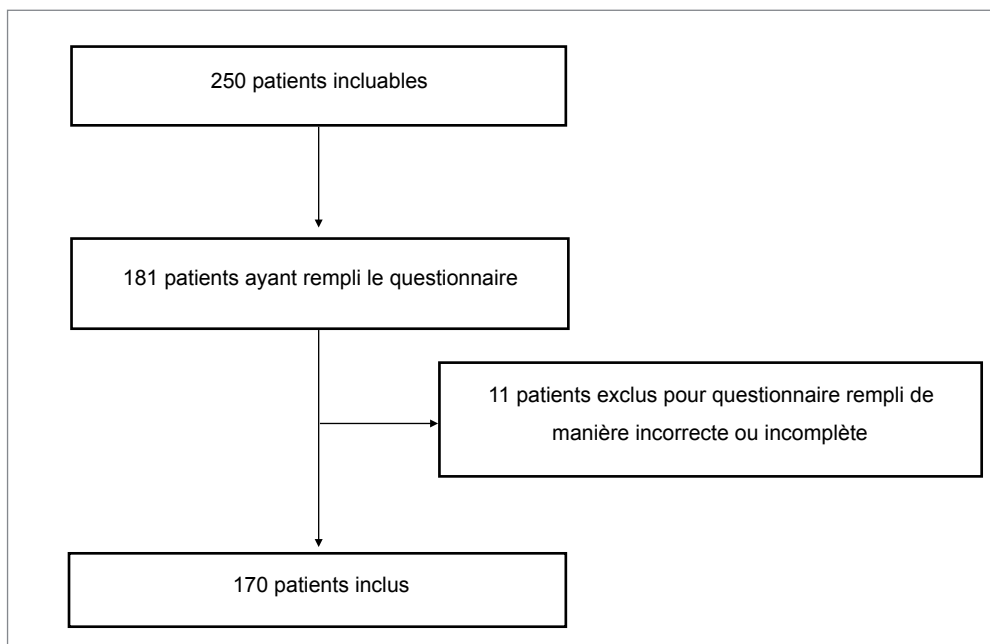 250 patients incluables
181 patients ayant rempli le questionnaire
11 patients exclus pour questionnaire rempli de
manière incorrecte ou incomplète
170 patients inclus